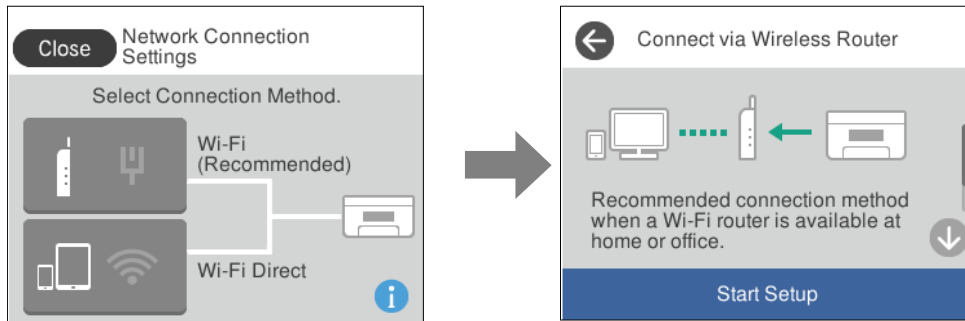 Close
Network Connection
Settings
Select Connection Method.
Wi-Fi
(Recommended)
Wi-Fi Direct
i
Connect via Wireless Router
Recommended connection method
when a Wi-Fi router is available at
home or office.
Start Setup